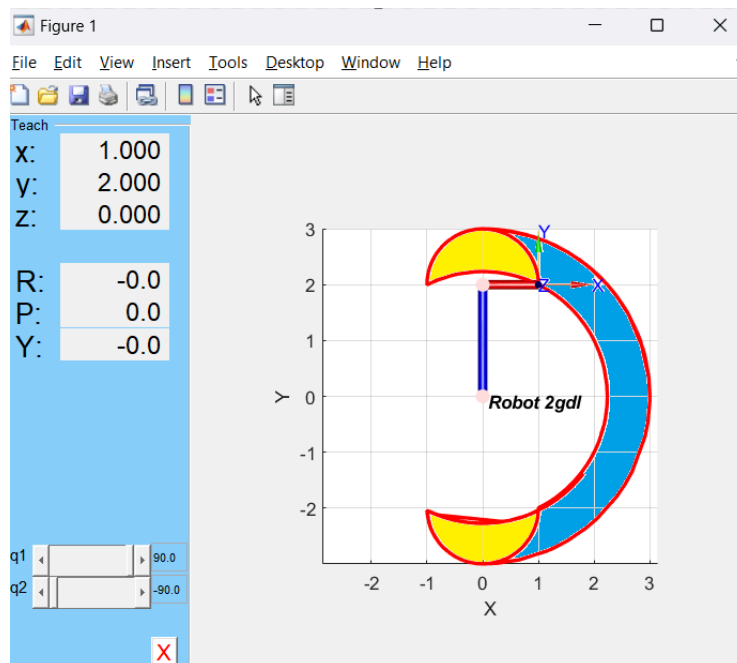 Figure 1
File Edit View Insert Tools Desktop Window Help
Teach
x: 1.000
y: 2.000
z: 0.000
R: -0.0
P: 0.0
Y: -0.0
q1 90.0
q2 -90.0
X
3
2
1
0
-1
-2
Y
Y
Z
X
Robot 2gdl
-2 -1 0 1 2 3
X